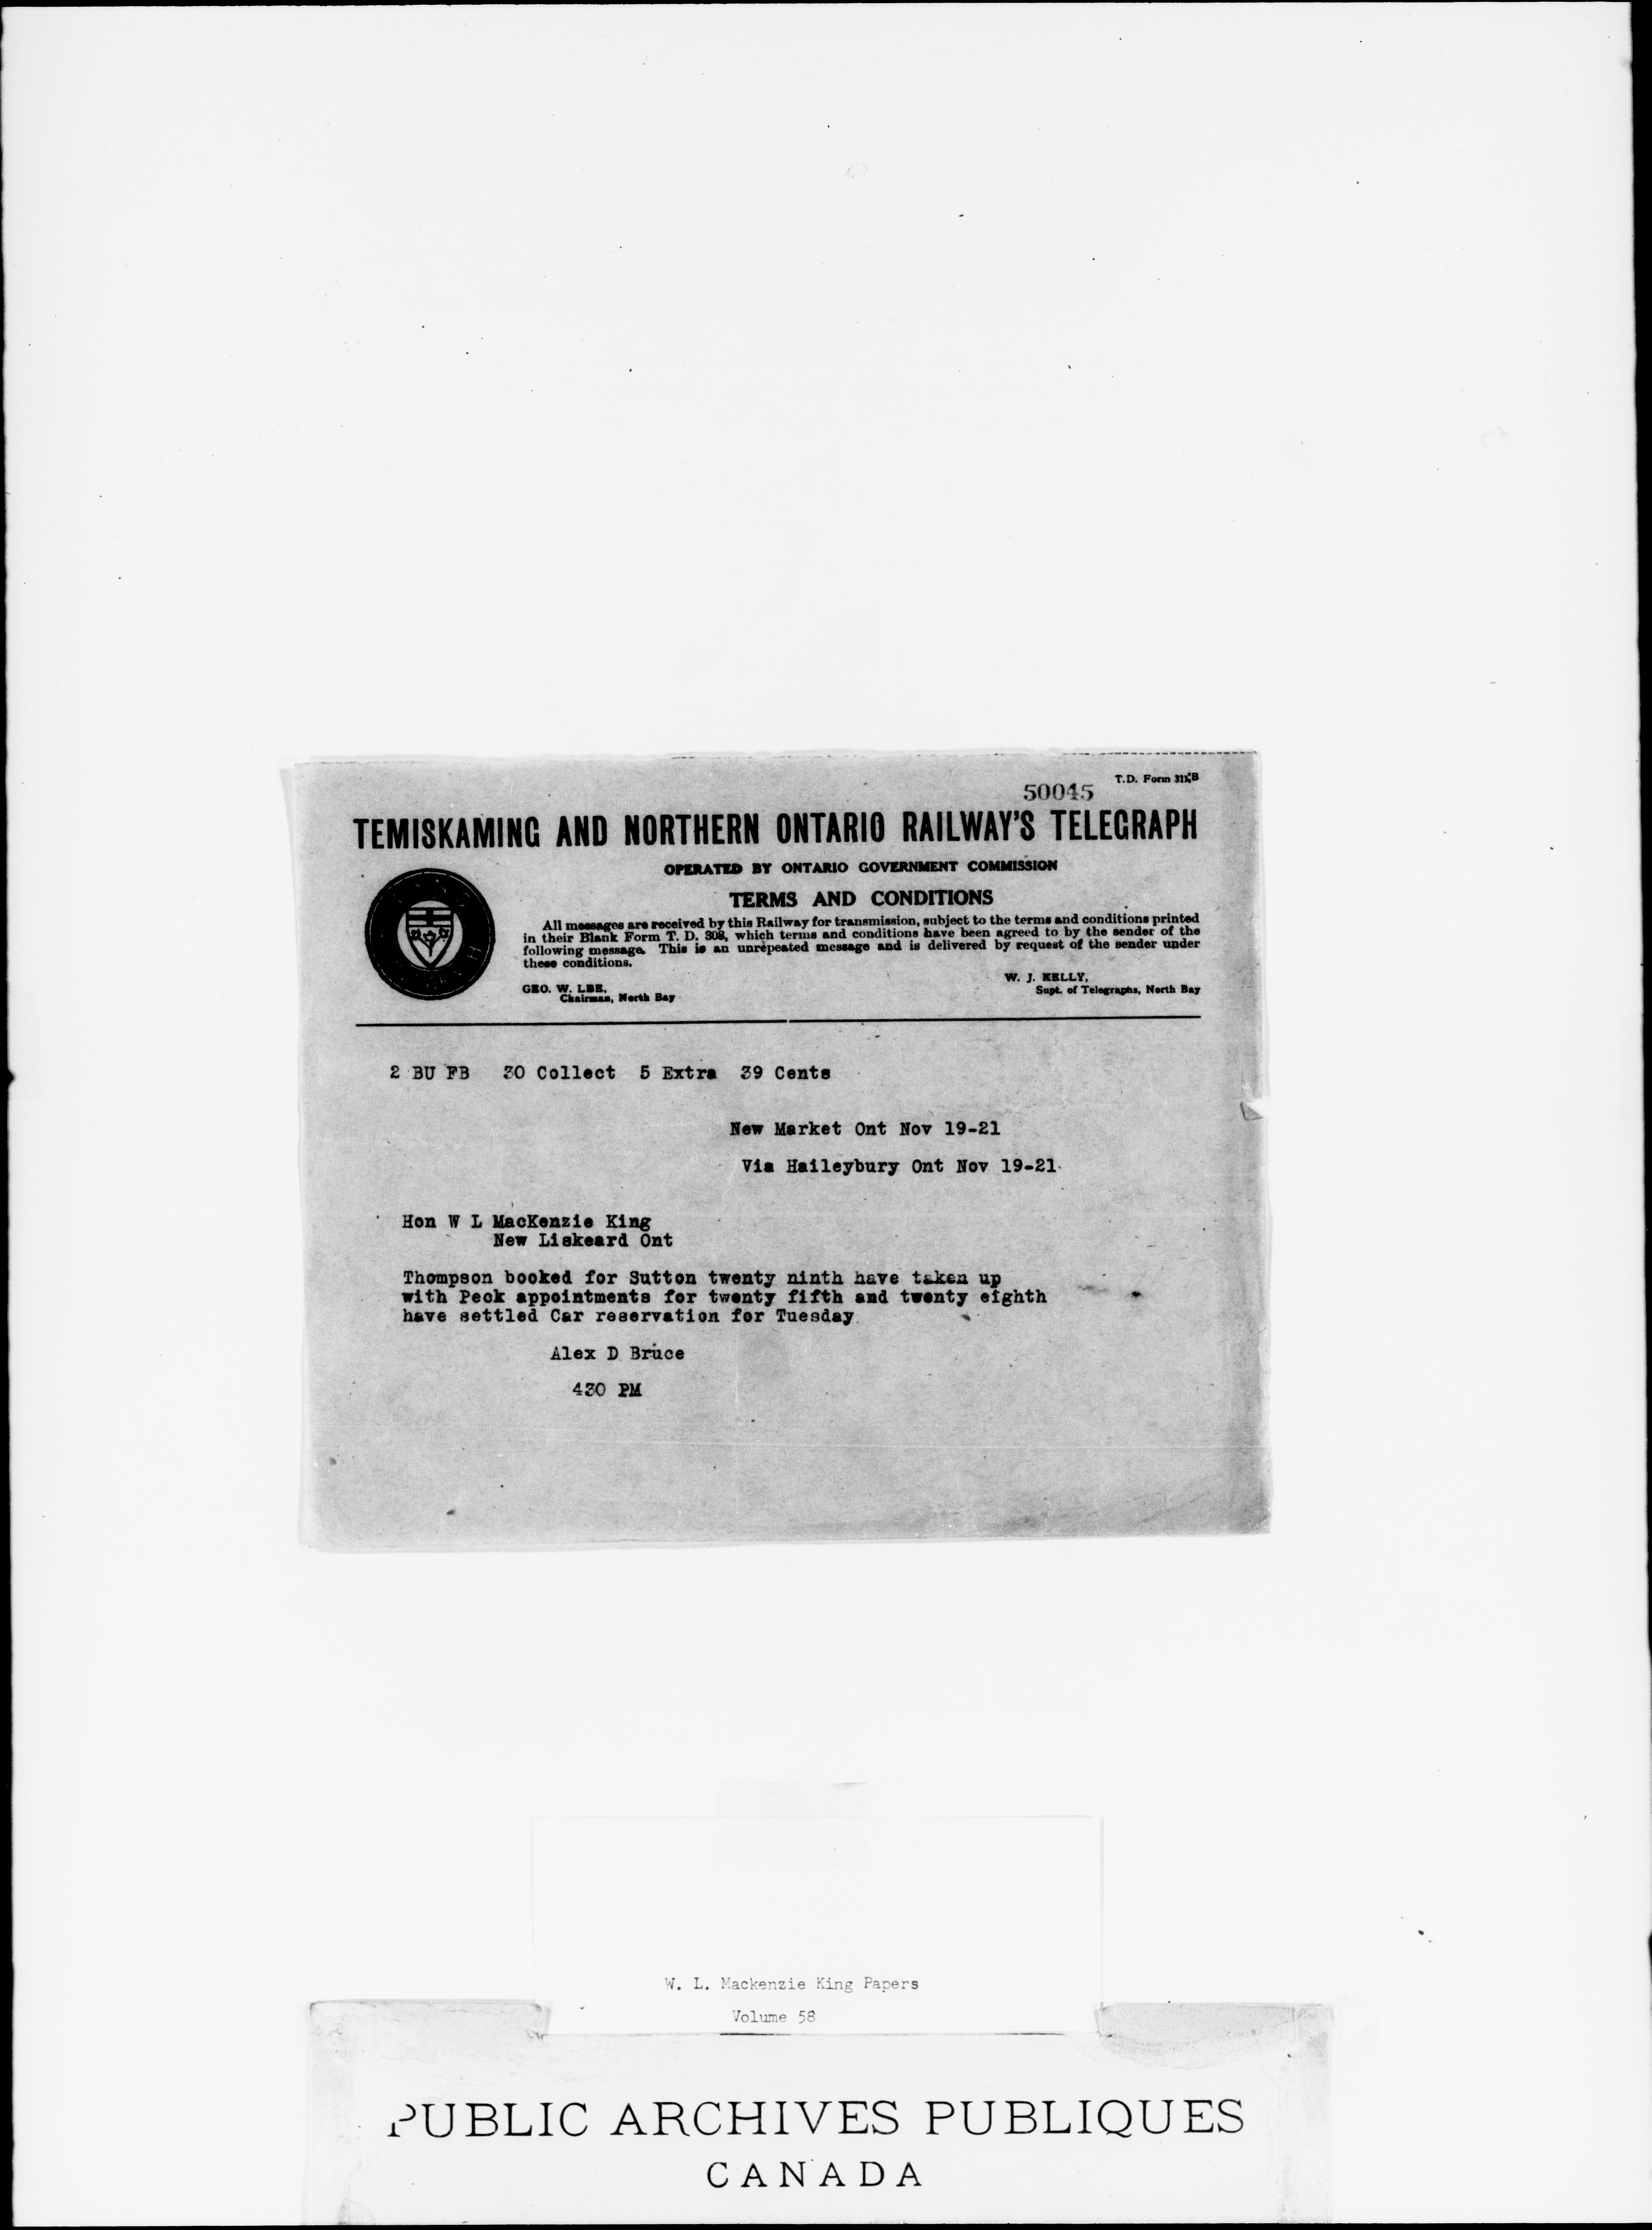 50045
T.D. Form
TEMISKAMING AND NORTHERN ONTARIO RAILWAY'S TELEGRAPH
OPERATED BY ONTARIO GOVERNMENT COMMISSION
TERMS AND CONDITIONS
All messages are received by this Railway for transmission, subject to the terms and conditions printed
in their Blank Form T. D. 308, which terms and conditions have been agreed to by the sender of the
following message. This is an unrepeated message and is delivered by request of the sender under
these conditions.
GEO. W. LEE,
Chairman, North Bay
W. J. KELLY,
Supt. of Telegraphs, North Bay
2 BU FB 30 Collect 5 Extra 39 Cents
New Market Ont Nov 19-21
Via Haileybury Ont Nov 19-21
Hon W L MacKenzie King
New Liskeard Ont
Thompson booked for Sutton twenty ninth have taken up
with Peck appointments for twenty fifth and twenty eighth
have settled Car reservation for Tuesday
Alex D Bruce
430 PM
W. L. Mackenzie King Papers
Volume 58
PUBLIC ARCHIVES PUBLIQUES
CANADA